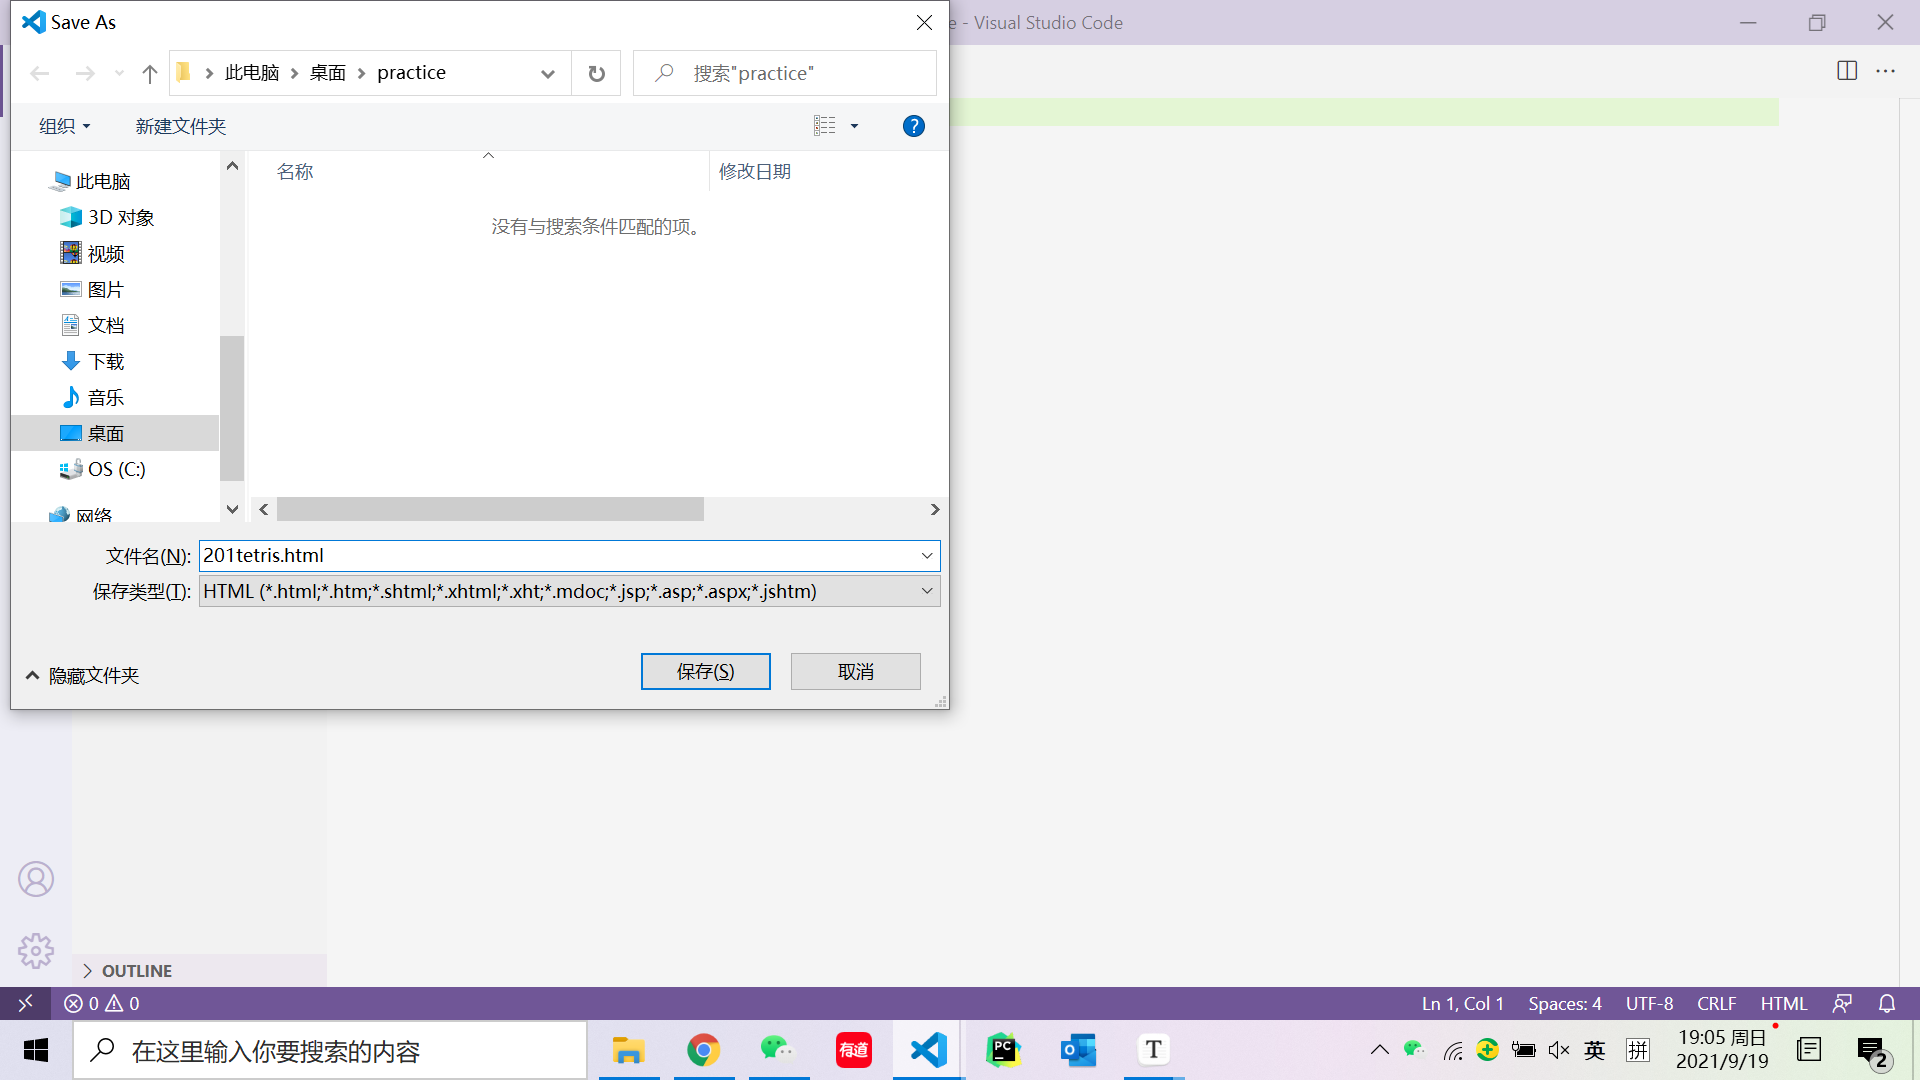 Save As
e - Visual Studio Code
此电脑 桌面 practice
搜索"practice"
组织 新建文件夹
名称 修改日期
没有与搜索条件匹配的项。
此电脑
3D 对象
视频
图片
文档
下载
音乐
桌面
OS (C:)
网络
文件名(N): 201tetris.html
保存类型(T): HTML (*.html;*.htm;*.shtml;*.xhtml;*.xht;*.mdoc;*.jsp;*.asp;*.aspx;*.jshtm)
隐藏文件夹
保存(S) 取消
OUTLINE
0 0
Ln 1, Col 1 Spaces: 4 UTF-8 CRLF HTML
在这里输入你要搜索的内容
有道
PC
T
英
拼
19:05 周日
2021/9/19
2